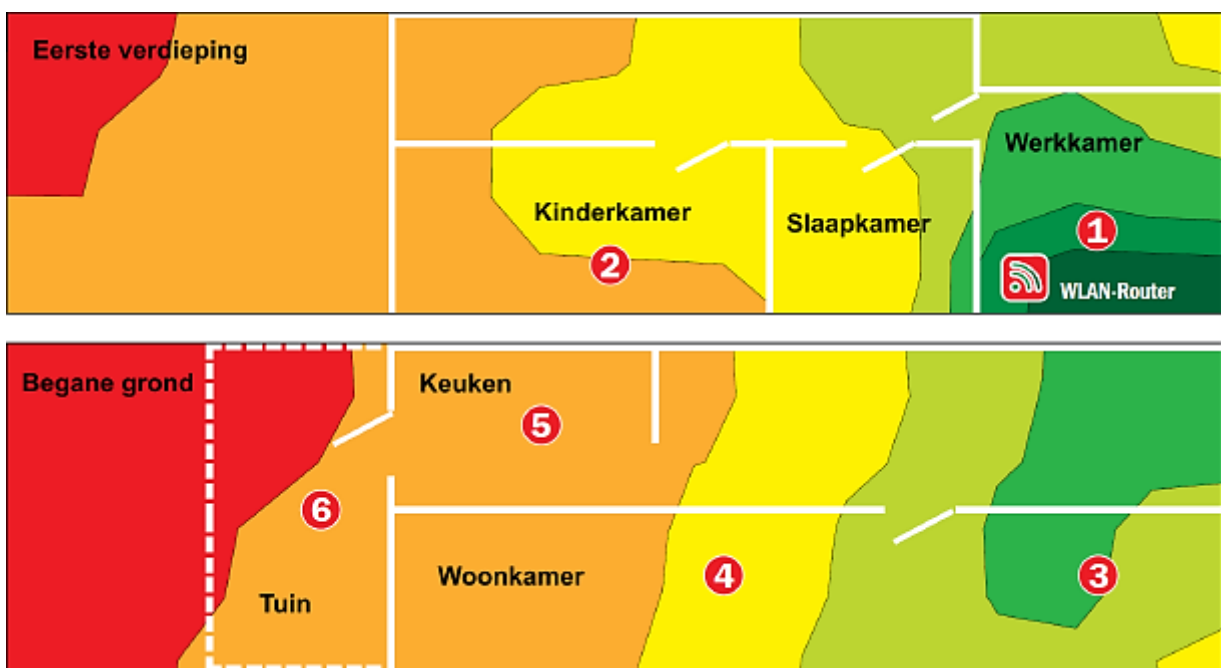 Eerste verdieping
Werkkamer
Kinderkamer
Slaapkamer
1
2
WLAN-Router
Begane grond
Keuken
5
6
Woonkamer
4
3
Tuin